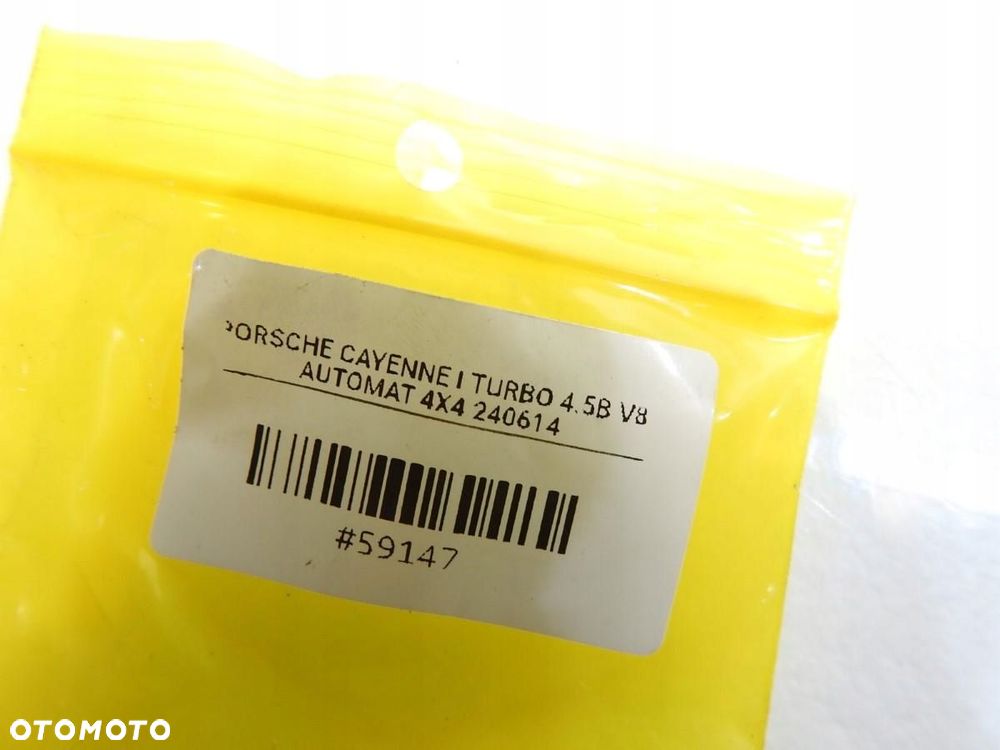 PORSCHE CAYENNE I TURBO 4.5B V8
AUTOMAT 4X4 240614
#59147
OTOMOTO